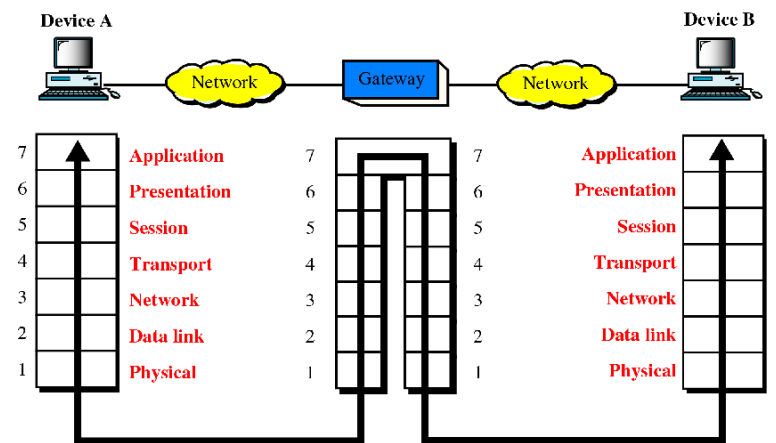 Device A Device B
Network Gateway Network
7 Application 7 7 Application
6 Presentation 6 6 Presentation
5 Session 5 5 Session
4 Transport 4 4 Transport
3 Network 3 3 Network
2 Data link 2 2 Data link
1 Physical 1 1 Physical